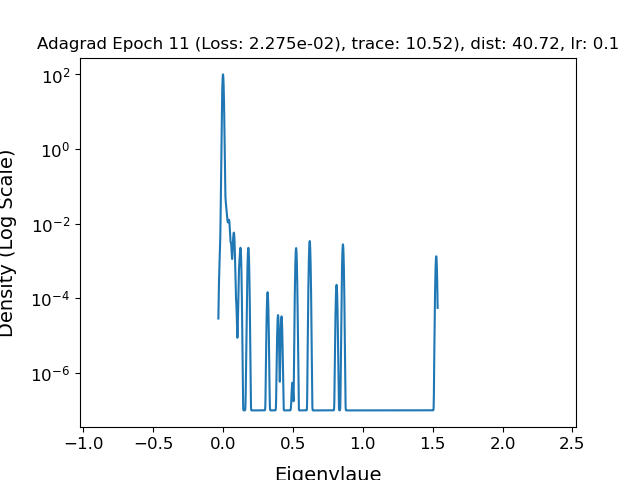 Adagrad Epoch 11 (Loss: 2.275e-02), trace: 10.52), dist: 40.72, lr: 0.1
Density (Log Scale)
10^2
10^0
10^-2
10^-4
10^-6
-1.0 -0.5 0.0 0.5 1.0 1.5 2.0 2.5
Eigenvlaue